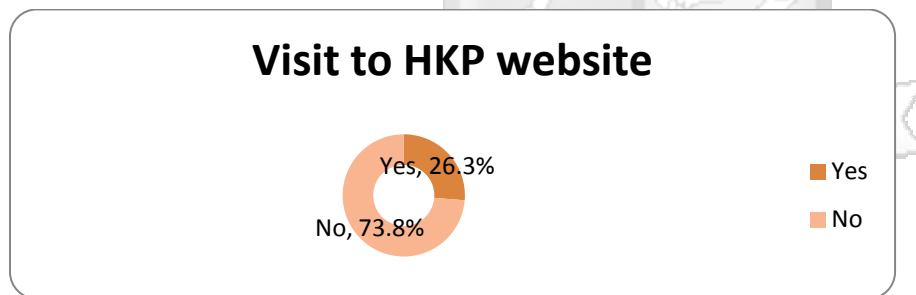 Visit to HKP website
Yes, 26.3%
No, 73.8%
Yes
No